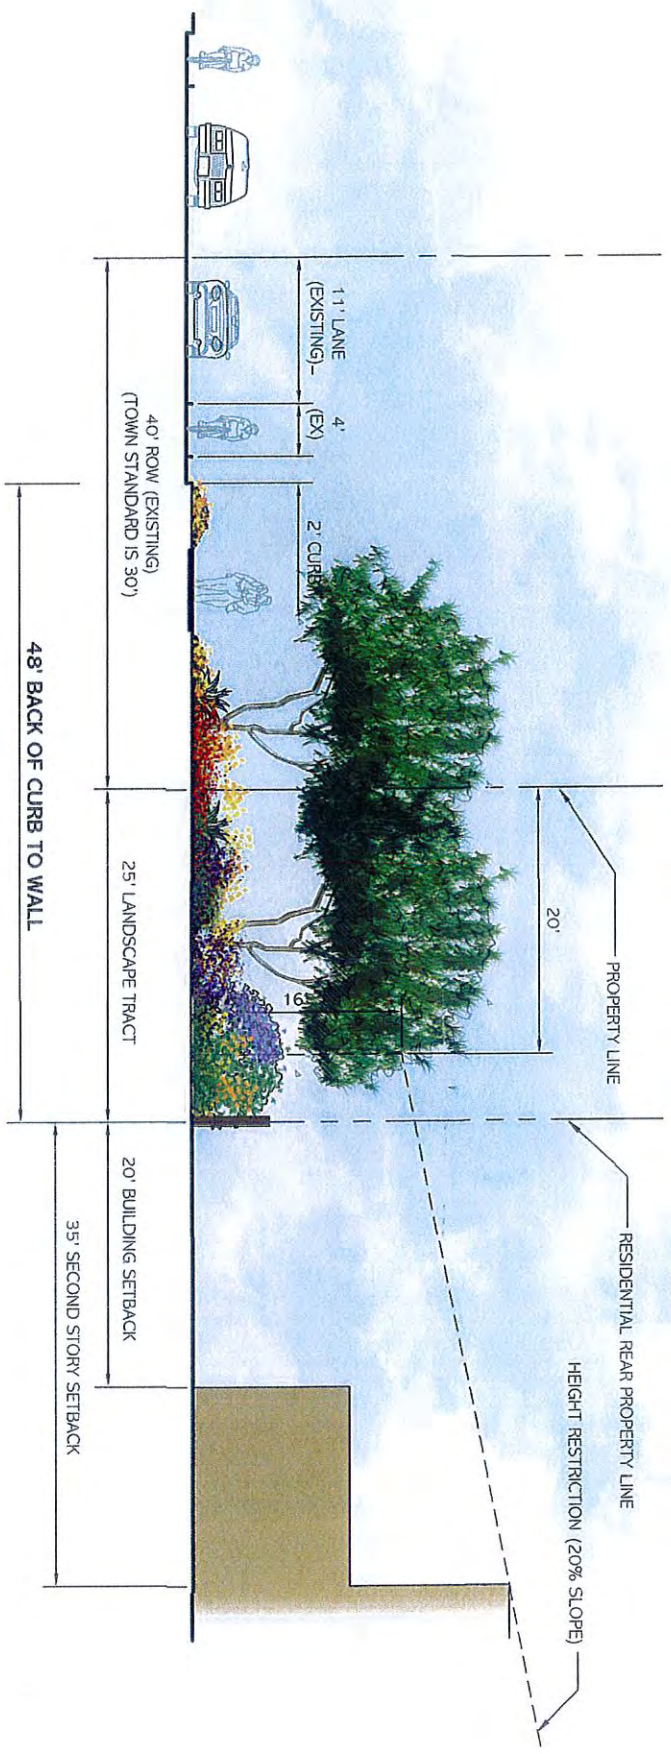 11' LANE
(EXISTING)-
4'
(EX)
2' CURB
40' ROW (EXISTING)
(TOWN STANDARD IS 30')
48' BACK OF CURB TO WALL
20'
PROPERTY LINE
16'
25' LANDSCAPE TRACT
RESIDENTIAL REAR PROPERTY LINE
HEIGHT RESTRICTION (20% SLOPE)
20' BUILDING SETBACK
35' SECOND STORY SETBACK